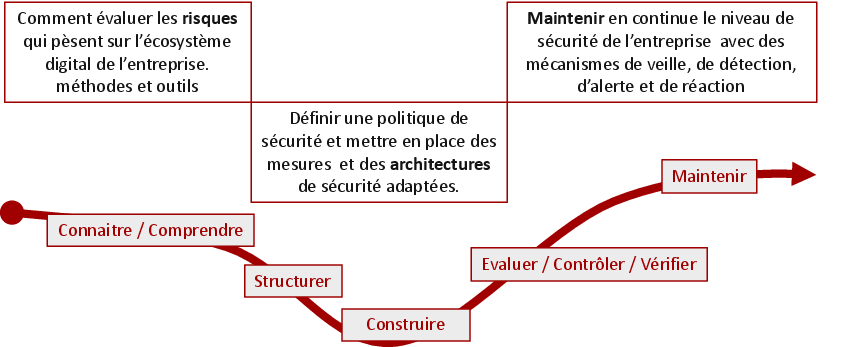 Comment évaluer les risques
qui pèsent sur l'écosystème
digital de l'entreprise.
méthodes et outils
Définir une politique de
sécurité et mettre en place des
mesures et des architectures
de sécurité adaptées.
Maintenir en continue le niveau de
sécurité de l'entreprise avec des
mécanismes de veille, de détection,
d'alerte et de réaction
Connaitre / Comprendre
Structurer
Construire
Evaluer / Contrôler / Vérifier
Maintenir